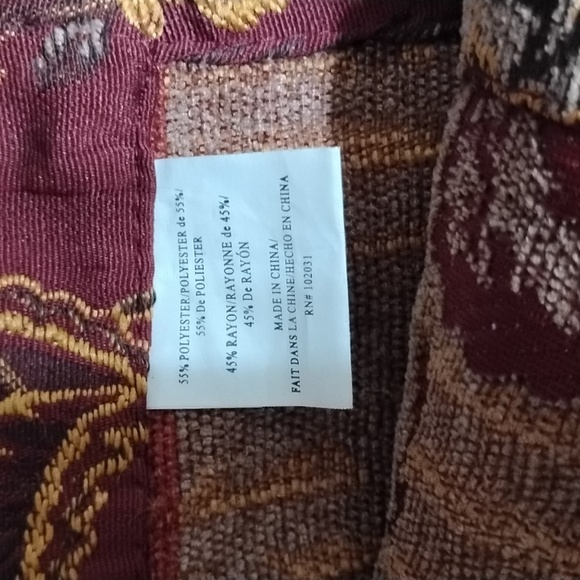 55% POLYESTER/POLYESTER de 55%/
55% De POLIESTER
45% RAYON/RAYONNE de 45%/
45% De RAYÓN
MADE IN CHINA/
FAIT DANS LA CHINE/HECHO EN CHINA
RN# 102031